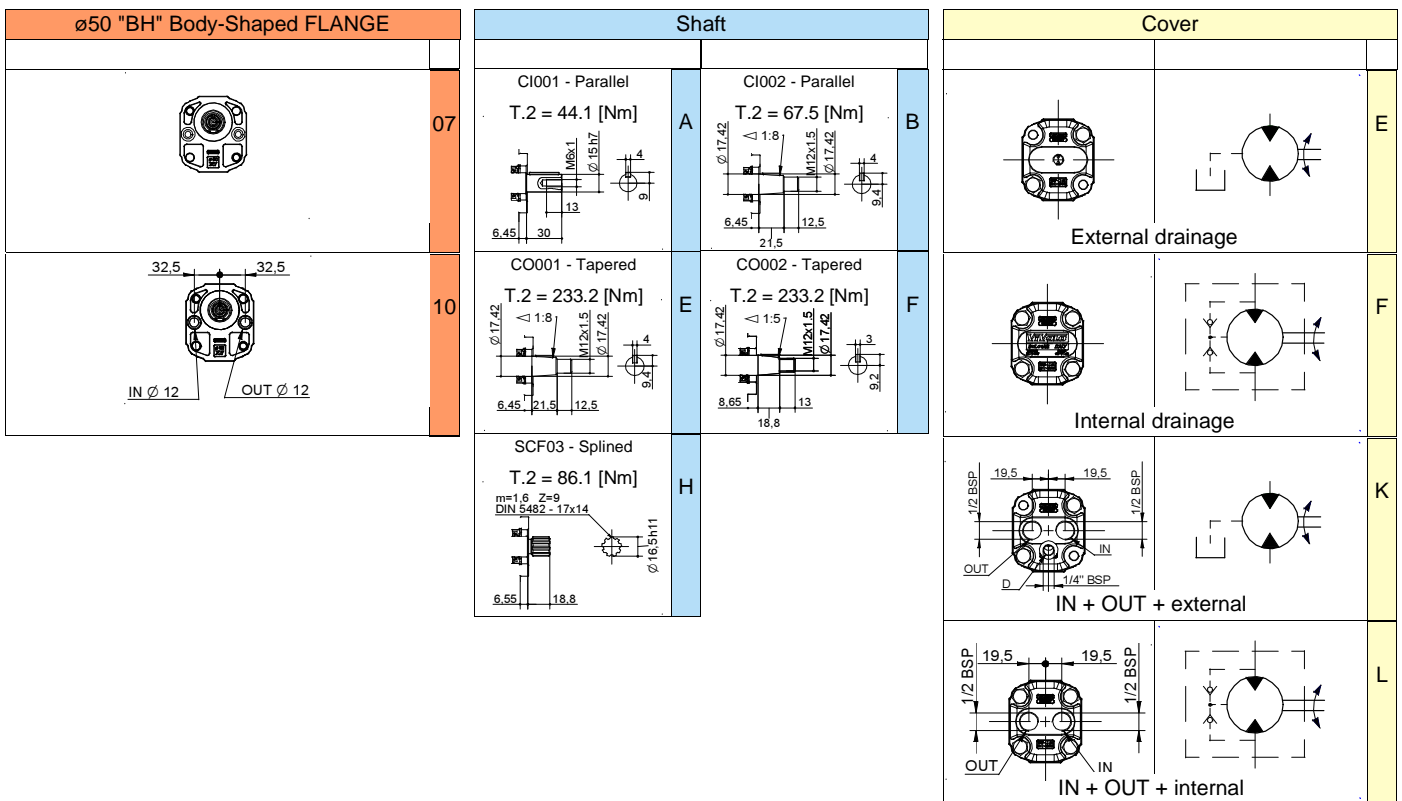 ø50 "BH" Body-Shaped FLANGE
07
32,5
32,5
10
IN Ø 12
OUT Ø 12
Shaft
CI001 - Parallel
T.2 = 44.1 [Nm]
A
M6x1
Ø 15 h7
4
9
13
6,45
30
CI002 - Parallel
T.2 = 67.5 [Nm]
B
Ø 17,42
1:8
M12x1.5
Ø 17,42
4
9,4
6,45
12,5
21,5
CO001 - Tapered
T.2 = 233.2 [Nm]
E
Ø 17,42
1:8
M12x1.5
Ø 17,42
4
9,4
6,45
21,5
12,5
CO002 - Tapered
T.2 = 233.2 [Nm]
F
Ø 17,42
1:5
M12x1.5
Ø 17,42
3
9,2
8,65
13
18,8
SCF03 - Splined
T.2 = 86.1 [Nm]
H
m=1,6 Z=9
DIN 5482 - 17x14
Ø 16,5h11
6,55
18,8
Cover
E
External drainage
F
Internal drainage
K
19,5
19,5
1/2 BSP
1/2 BSP
OUT
IN
D
1/4" BSP
IN + OUT + external
L
19,5
19,5
1/2 BSP
1/2 BSP
OUT
IN
IN + OUT + internal